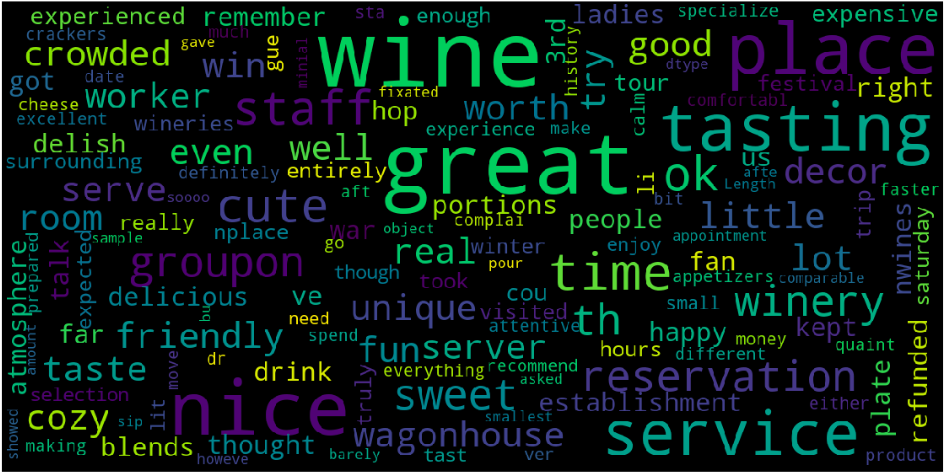 experienced remember sta enough ladies specialize expensive
crackers gave much gue wine 3rd good place
crowded win history dtype
got date minial fixated try tour festival right
cheese worker staff hop worth calm comfortabl
excellent wineries experience make tasting
delish even well great us
surrounding definitely entirely li ok afte decor
serve soooo aft portions bit Length faster
room really cute complai people little trip
nplace war object real go winter enjoy appointment nwines
sample talk groupon though pour time fan lot saturday
atmosphere prepared expected took appetizers comparable
delicious ve unique visited cou small winery
far but need attentive th happy kept quaint
friendly spend fun server hours money refunded
amount taste dr recommend different
move drink everything asked reservation either plate
selection truly sweet
showed cozy sip lit smallest establishment
making blends thought wagonhouse service product
howeve barely tast ver
nice